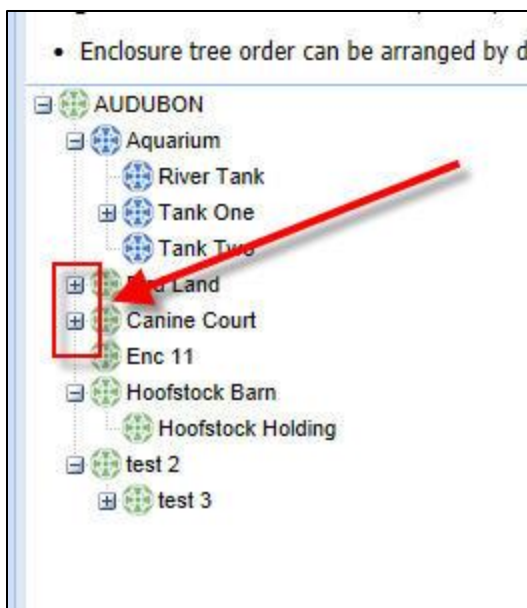 • Enclosure tree order can be arranged by d
AUDUBON
Aquarium
River Tank
Tank One
Tank Two
Land
Canine Court
Enc 11
Hoofstock Barn
Hoofstock Holding
test 2
test 3